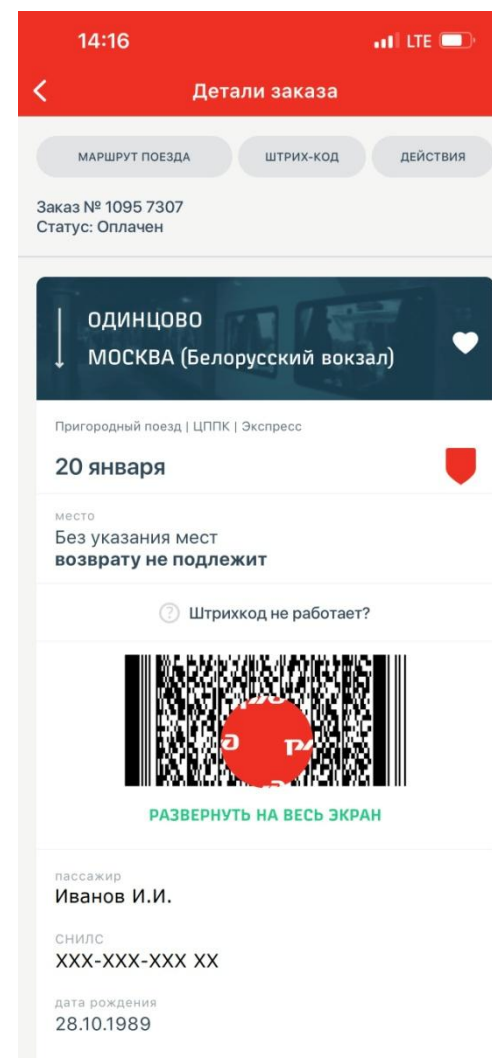 14:16
LTE
Детали заказа
МАРШРУТ ПОЕЗДА ШТРИХ-КОД ДЕЙСТВИЯ
Заказ № 1095 7307
Статус: Оплачен
ОДИНЦОВО
МОСКВА (Белорусский вокзал)
Пригородный поезд | ЦППК | Экспресс
20 января
место
Без указания мест
возврату не подлежит
? Штрихкод не работает?
РАЗВЕРНУТЬ НА ВЕСЬ ЭКРАН
пассажир
Иванов И.И.
СНИЛС
XXX-XXX-XXX XX
дата рождения
28.10.1989